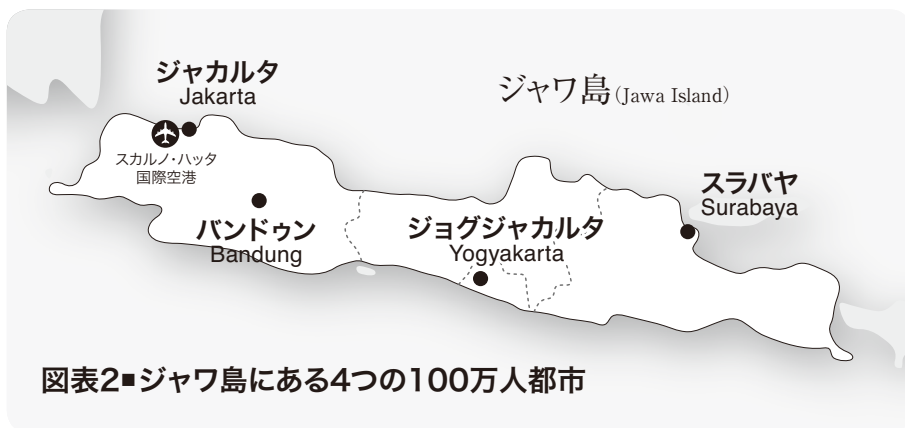 ジャカルタ
Jakarta
ジャワ島(Jawa Island)
スカルノ・ハッタ
国際空港
バンドゥン
Bandung
ジョグジャカルタ
Yogyakarta
スラバヤ
Surabaya
図表2■ジャワ島にある4つの100万人都市